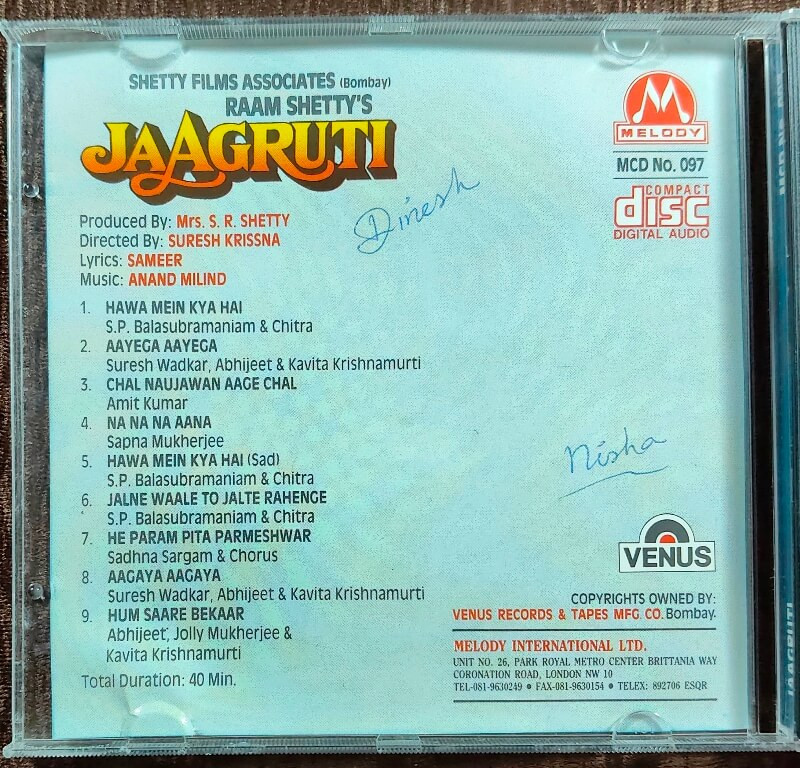 SHETTY FILMS ASSOCIATES (Bombay)
RAAM SHETTY'S
JAAGRUTI
Produced By: Mrs. S. R. SHETTY
Directed By: SURESH KRISSNA
Lyrics: SAMEER
Music: ANAND MILIND
MELODY
MCD No. 097
COMPACT
disc
DIGITAL AUDIO
Dinesh
1. HAWA MEIN KYA HAI
S.P. Balasubramaniam & Chitra
2. AAYEGA AAYEGA
Suresh Wadkar, Abhijeet & Kavita Krishnamurti
3. CHAL NAUJAWAN AAGE CHAL
Amit Kumar
4. NA NA NA AANA
Sapna Mukherjee
5. HAWA MEIN KYA HAI (Sad)
S.P. Balasubramaniam & Chitra
6. JALNE WAALE TO JALTE RAHENGE
S.P. Balasubramaniam & Chitra
7. HE PARAM PITA PARMESHWAR
Sadhna Sargam & Chorus
8. AAGAYA AAGAYA
Suresh Wadkar, Abhijeet & Kavita Krishnamurti
9. HUM SAARE BEKAAR
Abhijeet, Jolly Mukherjee &
Kavita Krishnamurti
Total Duration: 40 Min.
Nisha
VENUS
COPYRIGHTS OWNED BY:
VENUS RECORDS & TAPES MFG. CO. Bombay.
MELODY INTERNATIONAL LTD.
UNIT NO. 26, PARK ROYAL METRO CENTER BRITTANIA WAY
CORONATION ROAD, LONDON NW 10
TEL-081-9630249 • FAX-081-9630154 • TELEX: 892706 ESQR
MCD NO. 097
JAAGRUTI